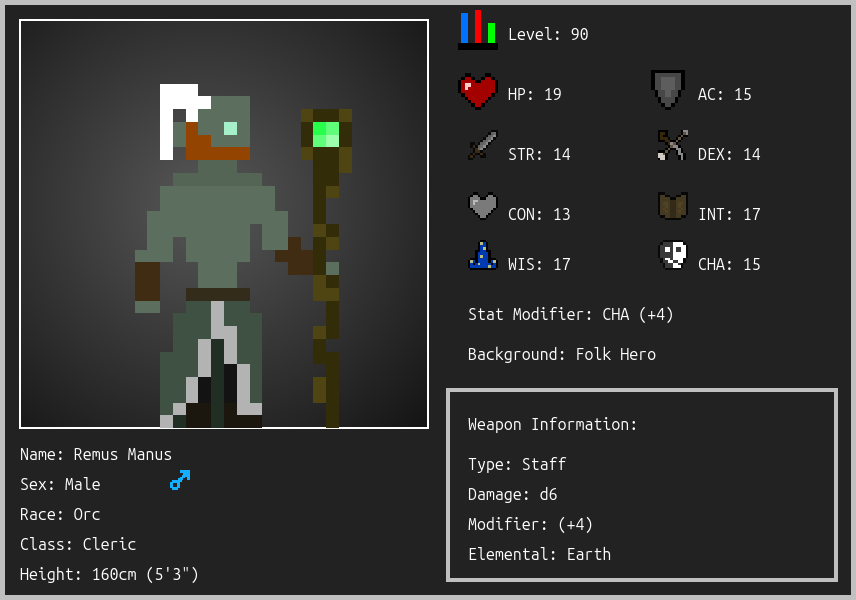 Level: 90
HP: 19
AC: 15
STR: 14
DEX: 14
CON: 13
INT: 17
WIS: 17
CHA: 15
Stat Modifier: CHA (+4)
Background: Folk Hero
Weapon Information:
Type: Staff
Damage: d6
Modifier: (+4)
Elemental: Earth
Name: Remus Manus
Sex: Male
Race: Orc
Class: Cleric
Height: 160cm (5'3")